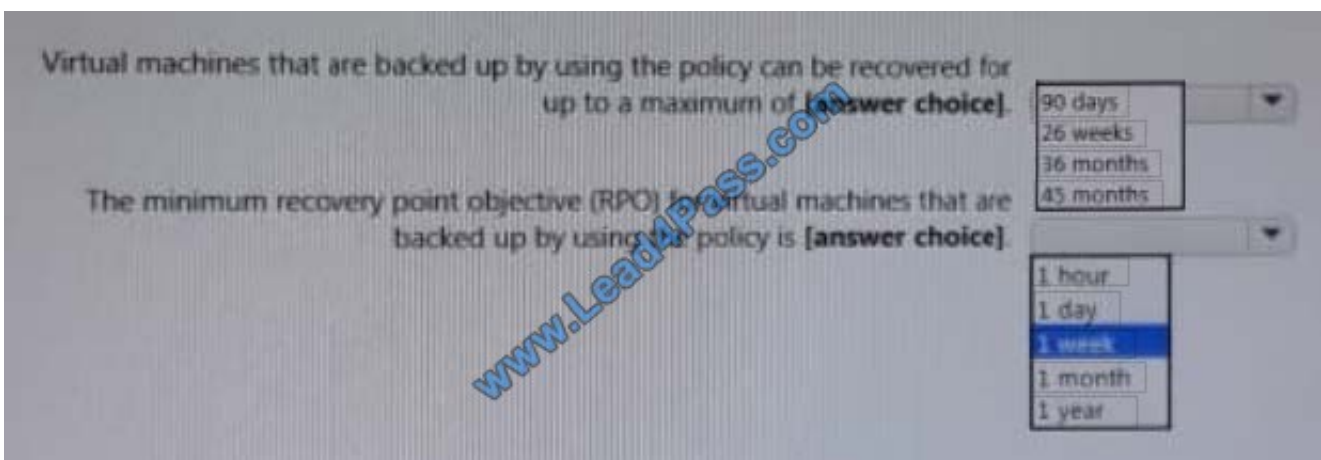 Virtual machines that are backed up by using the policy can be recovered for
up to a maximum of [answer choice].
90 days
26 weeks
36 months
45 months
The minimum recovery point objective (RPO) for virtual machines that are
backed up by using the policy is [answer choice].
1 hour
1 day
1 week
1 month
1 year
www.Lead4Pass.com